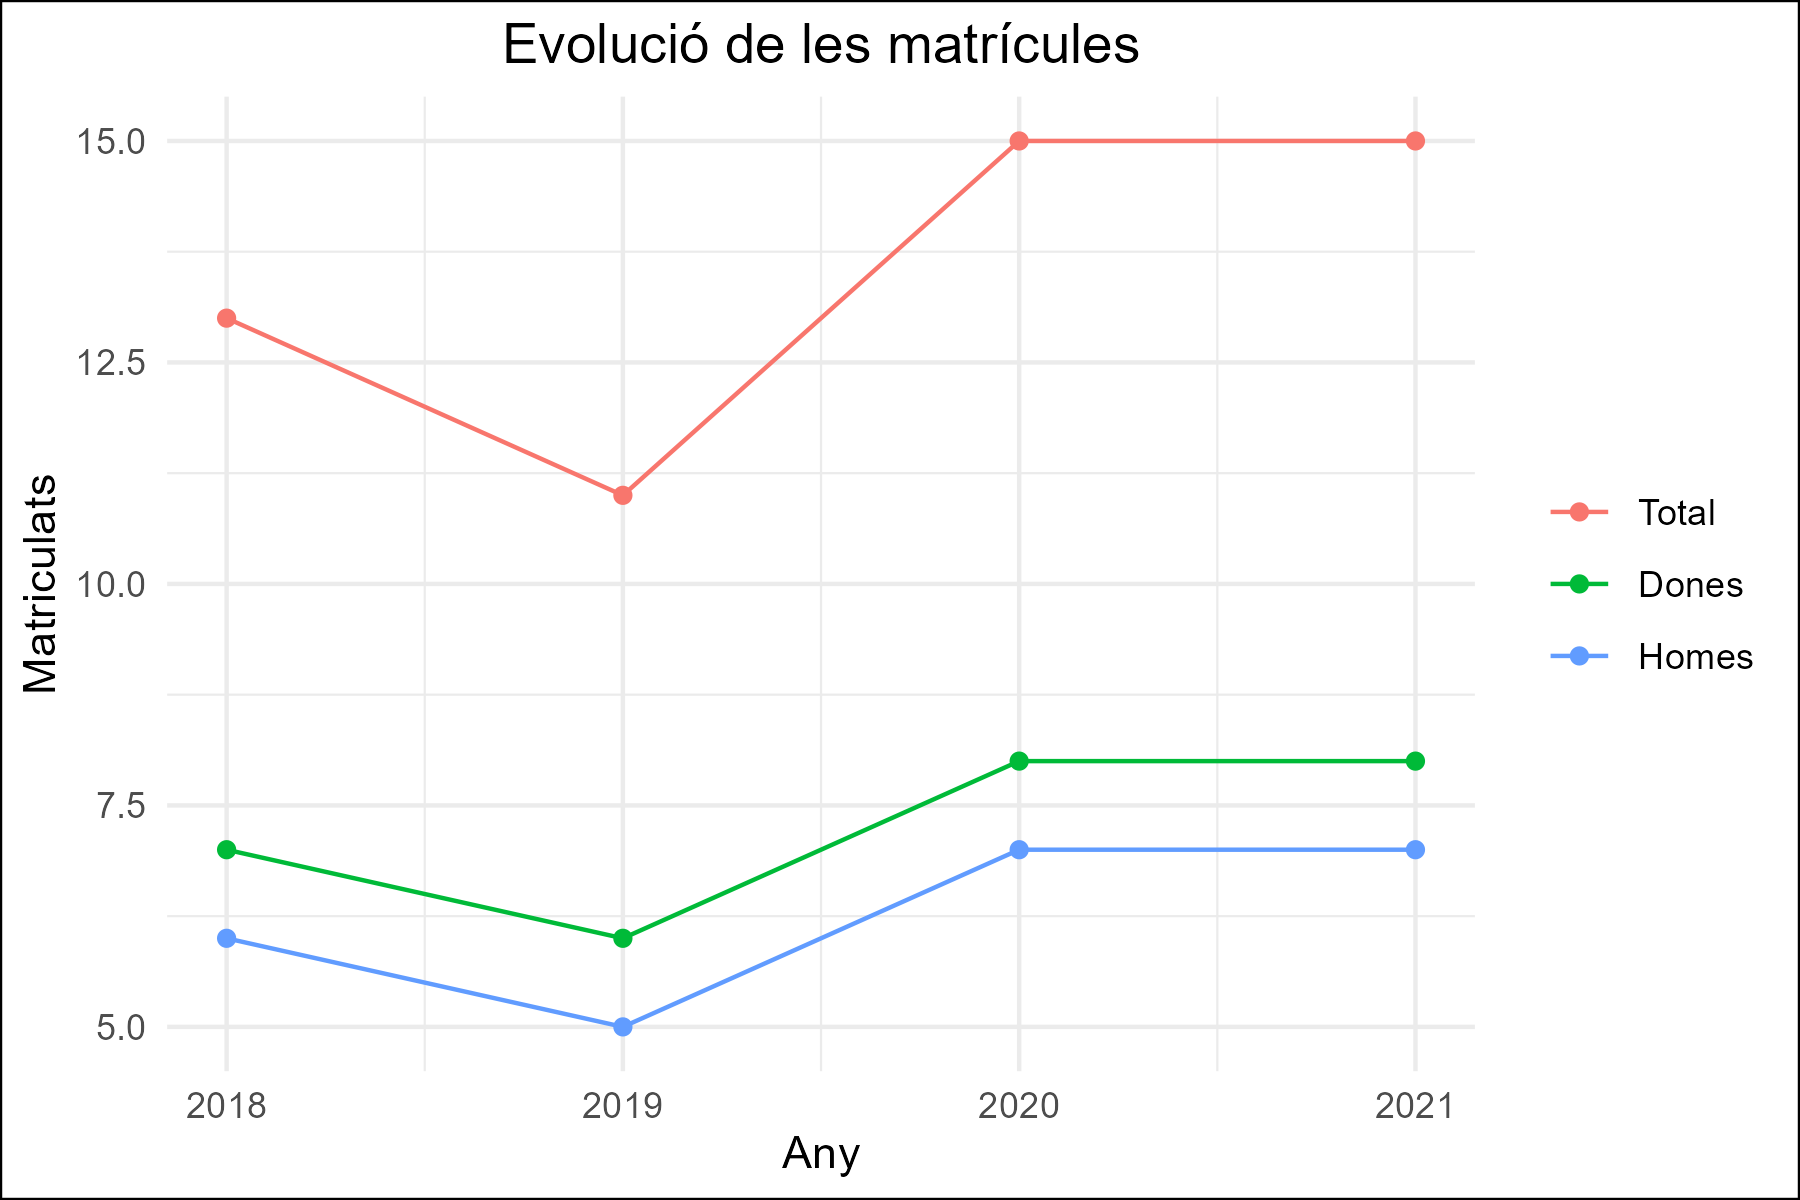 Evolució de les matrícules
15.0
12.5
10.0
7.5
5.0
Matriculats
2018 2019 2020 2021
Any
Total
Dones
Homes